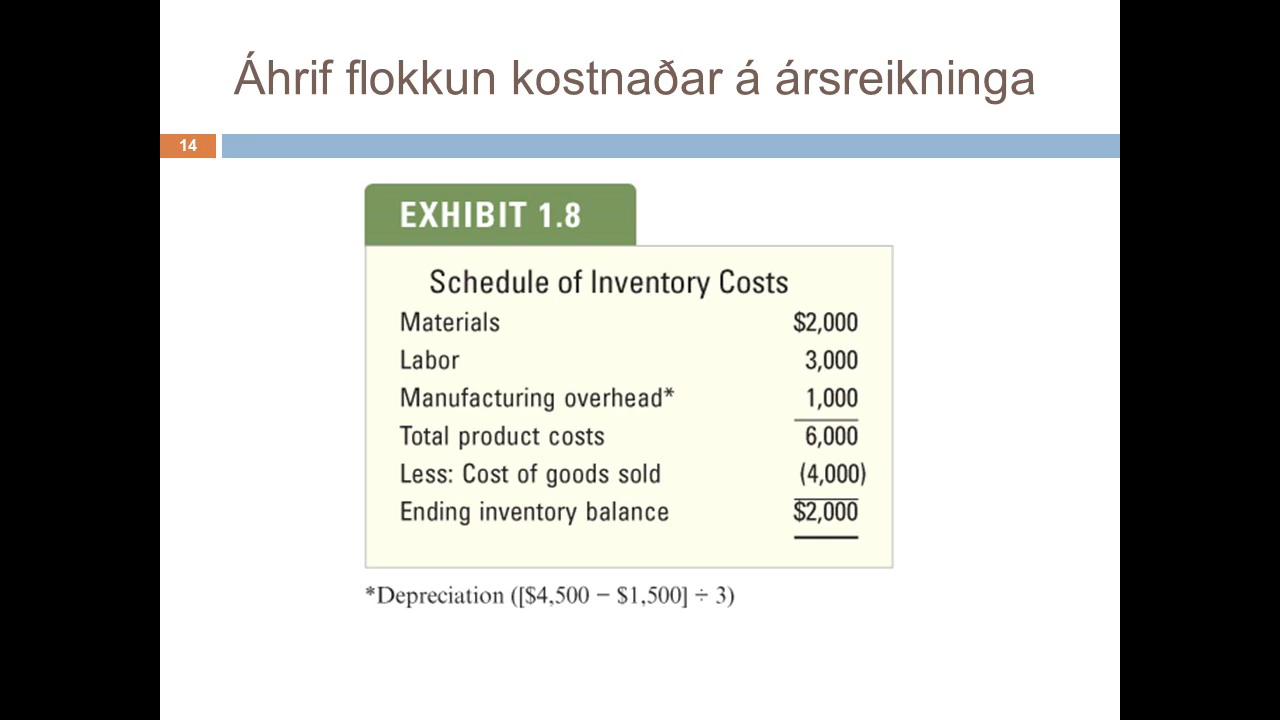 Áhrif flokkun kostnaðar á ársreikninga
14
EXHIBIT 1.8
Schedule of Inventory Costs
Materials $2,000
Labor 3,000
Manufacturing overhead* 1,000
Total product costs 6,000
Less: Cost of goods sold (4,000)
Ending inventory balance $2,000
*Depreciation ([$4,500 − $1,500] ÷ 3)